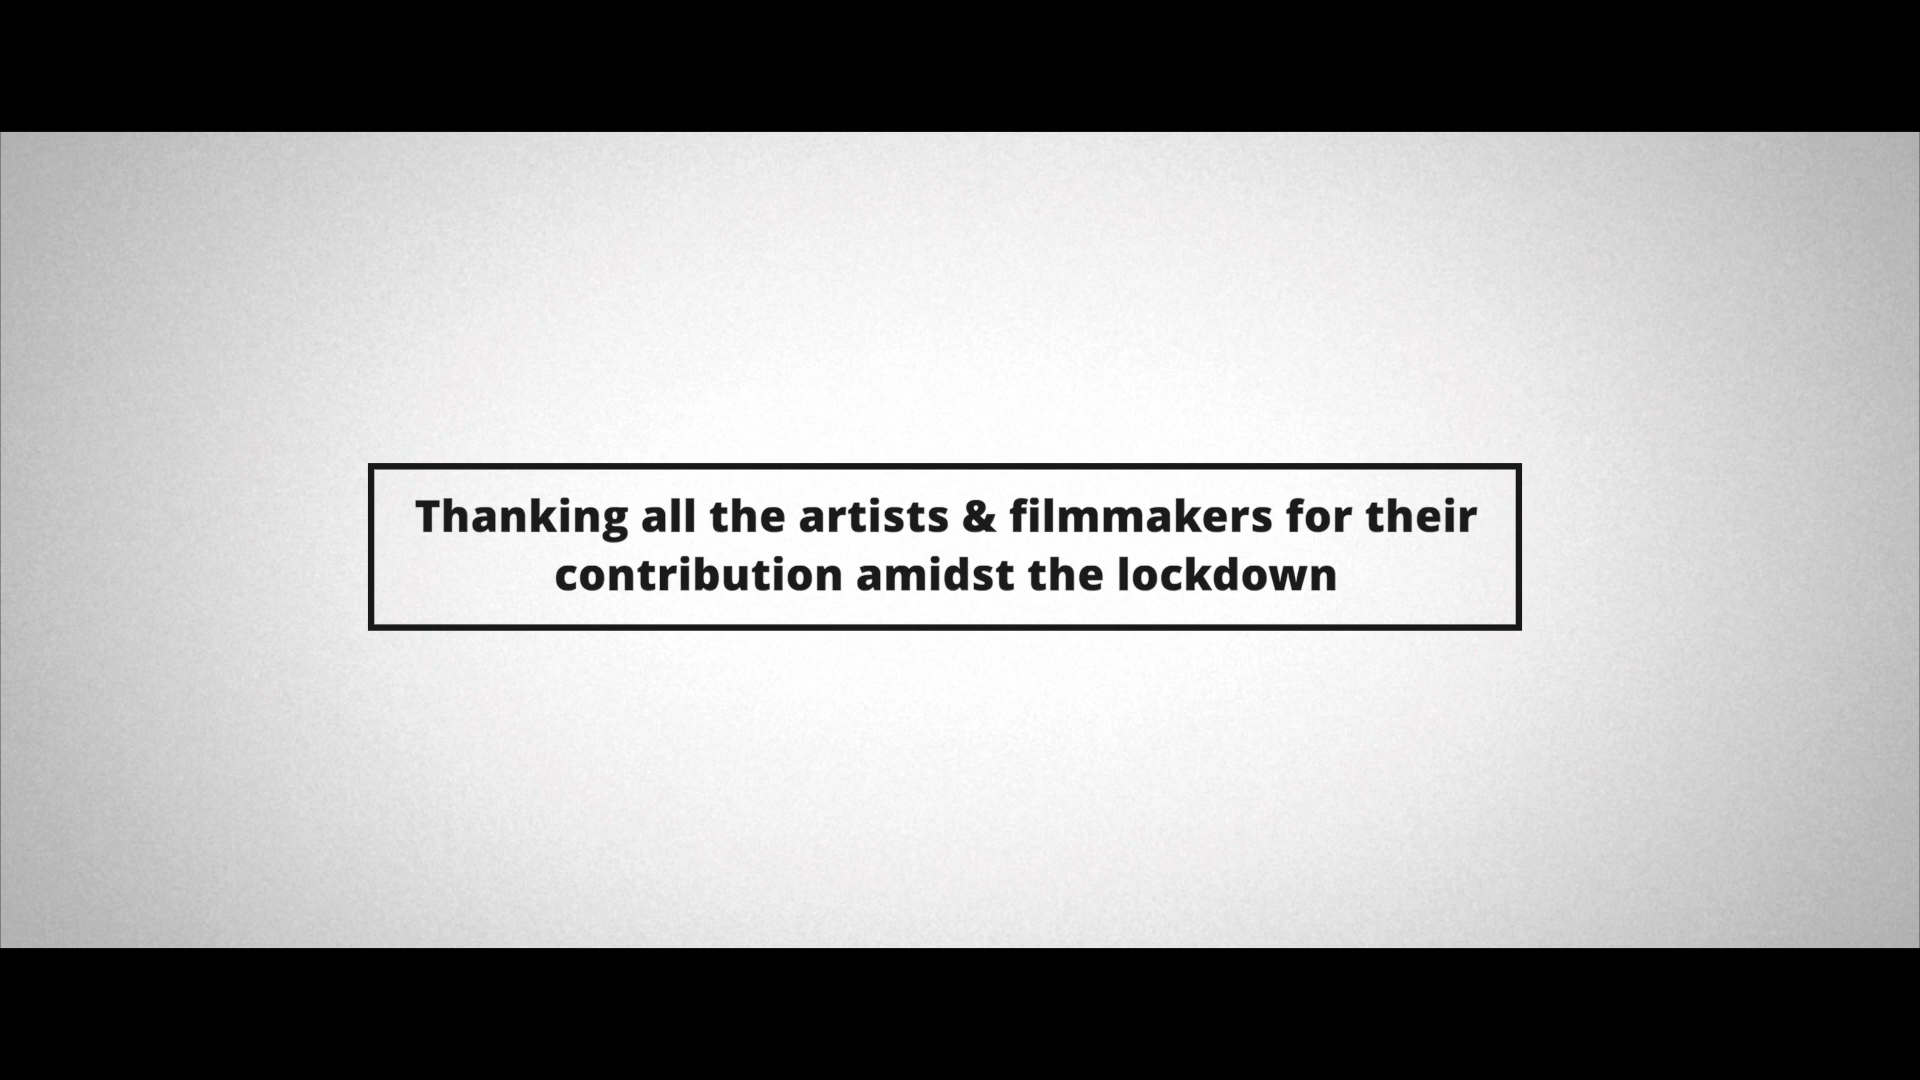 Thanking all the artists & filmmakers for their
contribution amidst the lockdown